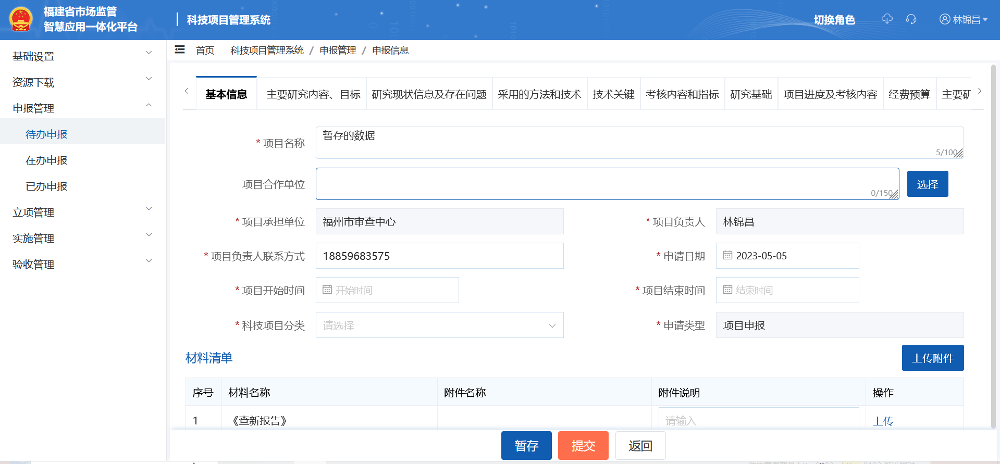 福建省市场监管
智慧应用一体化平台
科技项目管理系统
切换角色
林锦昌
基础设置
资源下载
申报管理
待办申报
在办申报
已办申报
立项管理
实施管理
验收管理
首页 科技项目管理系统 / 申报管理 / 申报信息
基本信息 主要研究内容、目标 研究现状信息及存在问题 采用的方法和技术 技术关键 考核内容和指标 研究基础 项目进度及考核内容 经费预算 主要研
* 项目名称 暂存的数据
5/100
项目合作单位
0/150
选择
* 项目承担单位 福州市审查中心 * 项目负责人 林锦昌
* 项目负责人联系方式 18859683575 * 申请日期 2023-05-05
* 项目开始时间 开始时间 * 项目结束时间 结束时间
* 科技项目分类 请选择 * 申请类型 项目申报
材料清单 上传附件
序号 材料名称 附件名称 附件说明 操作
1 《查新报告》 请输入 上传
暂存 提交 返回